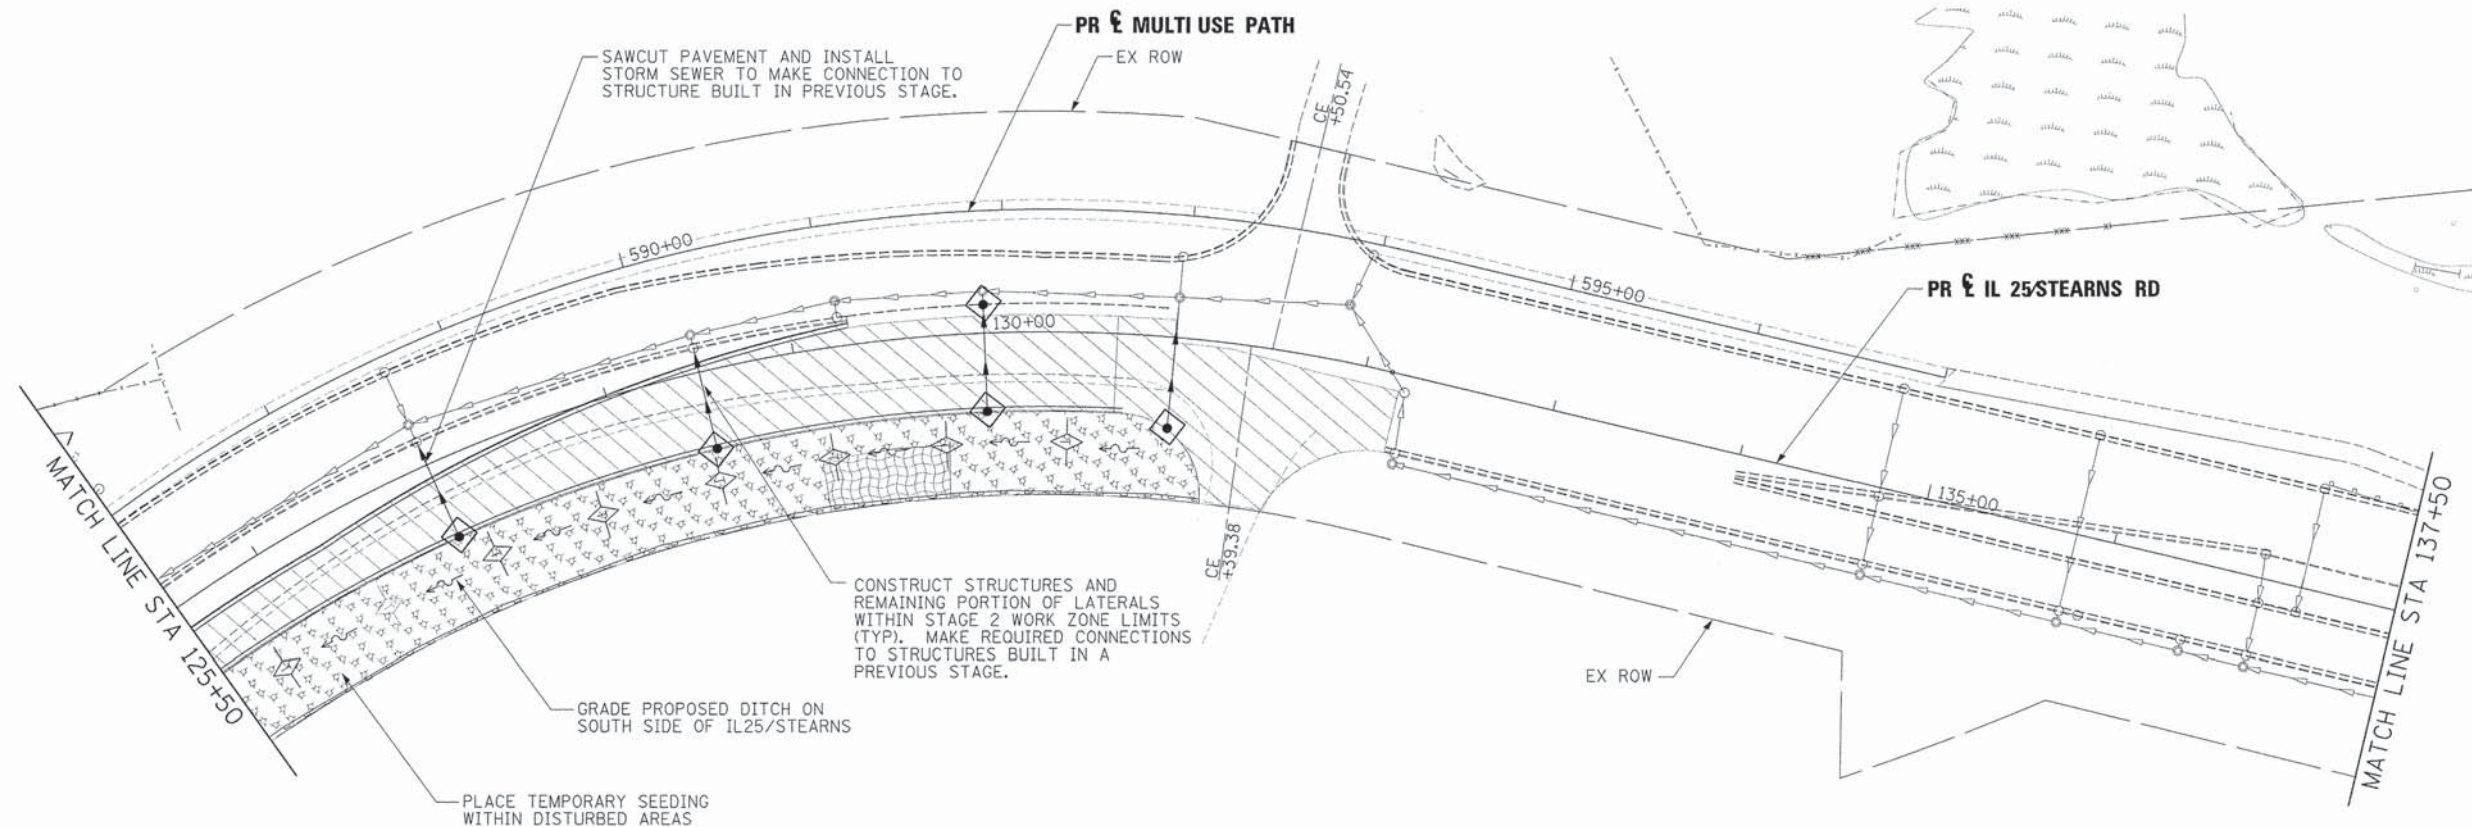 PR ℄ MULTI USE PATH
EX ROW
SAWCUT PAVEMENT AND INSTALL
STORM SEWER TO MAKE CONNECTION TO
STRUCTURE BUILT IN PREVIOUS STAGE.
CE
+50.54
590+00
595+00
PR ℄ IL 25/STEARNS RD
130+00
135+00
MATCH LINE STA 125+50
MATCH LINE STA 137+50
CE
+39.38
CONSTRUCT STRUCTURES AND
REMAINING PORTION OF LATERALS
WITHIN STAGE 2 WORK ZONE LIMITS
(TYP). MAKE REQUIRED CONNECTIONS
TO STRUCTURES BUILT IN A
PREVIOUS STAGE.
EX ROW
GRADE PROPOSED DITCH ON
SOUTH SIDE OF IL25/STEARNS
PLACE TEMPORARY SEEDING
WITHIN DISTURBED AREAS